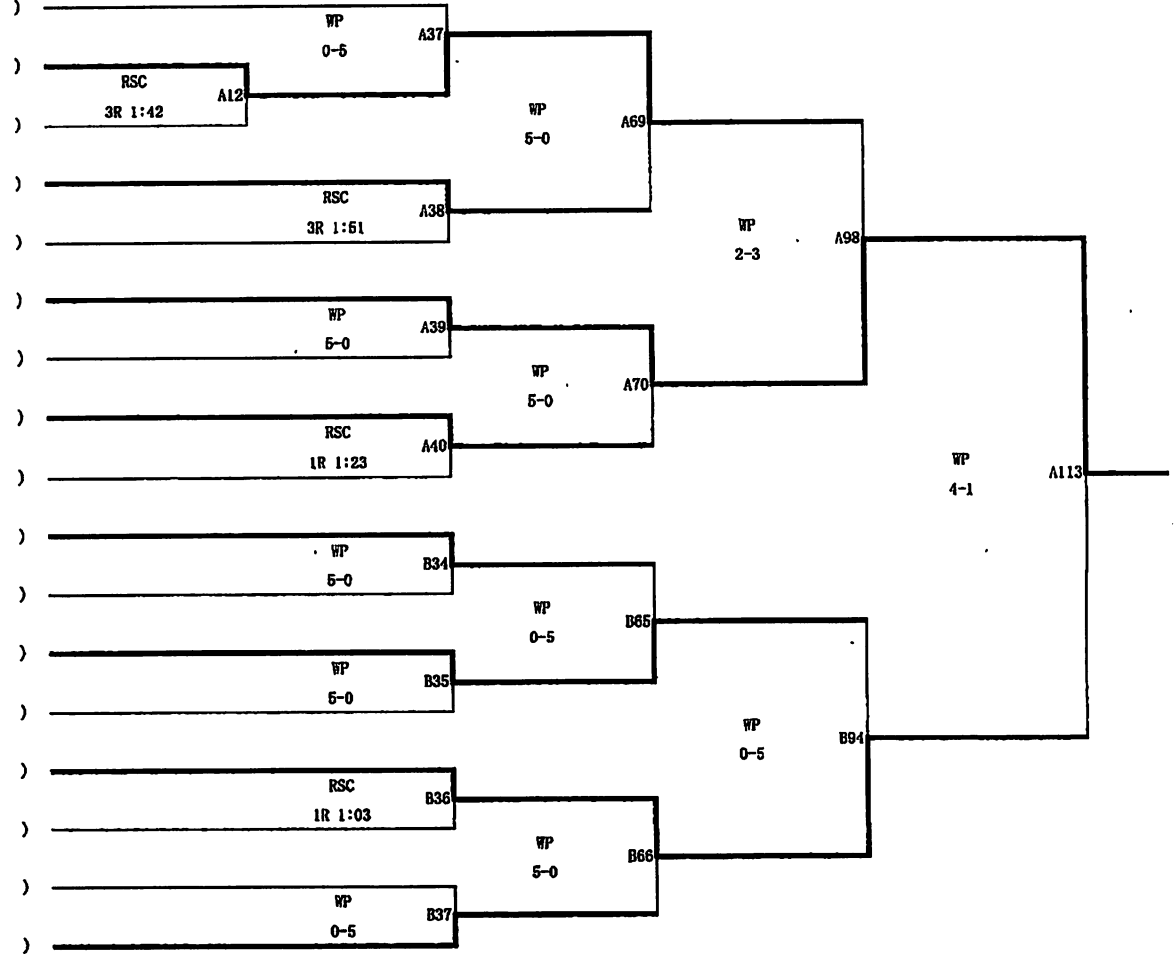 )
WP
0-5
A37
)
RSC
3R 1:42
A12
)
WP
5-0
A69
)
RSC
3R 1:51
A38
)
WP
2-3
A98
)
WP
5-0
A39
)
WP
5-0
A70
)
RSC
1R 1:23
A40
)
WP
4-1
A113
)
WP
5-0
B34
)
WP
0-5
B65
)
WP
5-0
B35
)
WP
0-5
B94
)
RSC
1R 1:03
B36
)
WP
5-0
B66
)
WP
0-5
B37
)